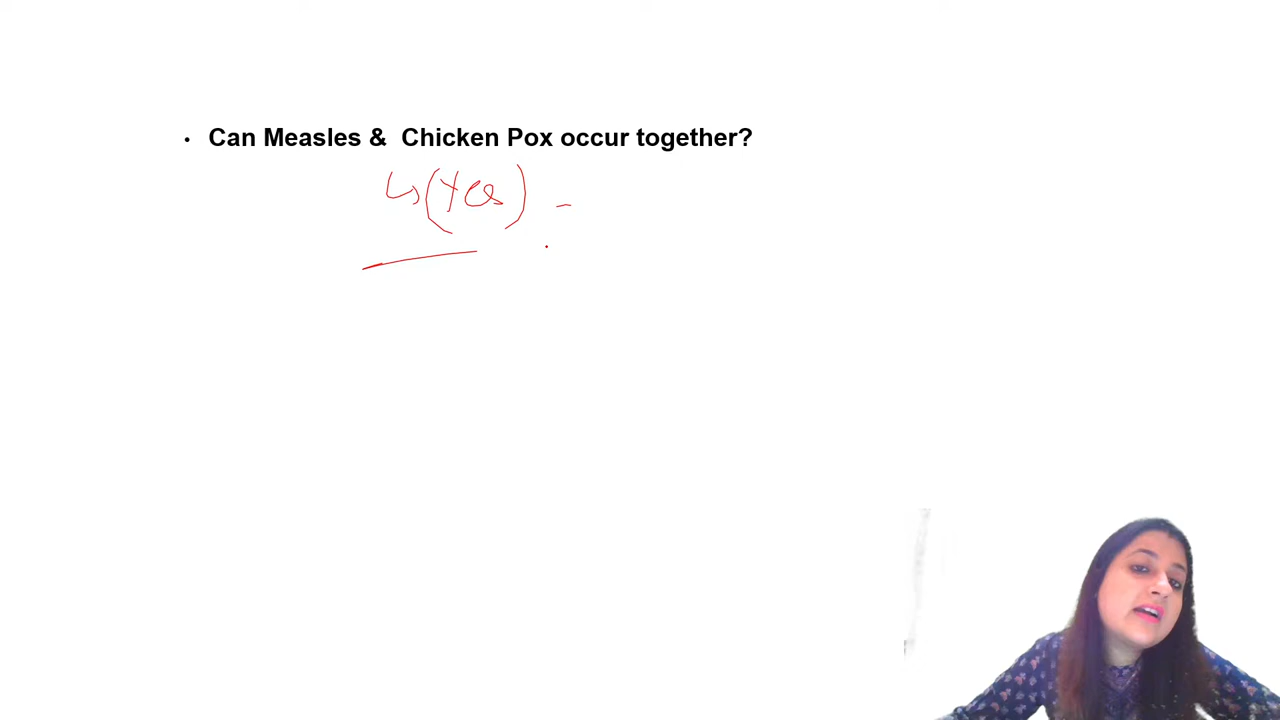 • Can Measles & Chicken Pox occur together?
↳ (Yes) -